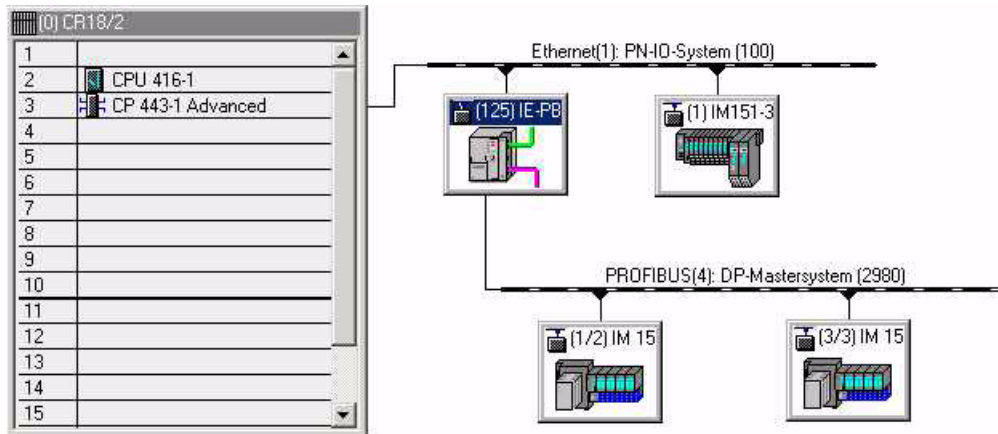 (0) CR18/2
1
2 CPU 416-1
3 CP 443-1 Advanced
4
5
6
7
8
9
10
11
12
13
14
15
Ethernet(1): PN-IO-System (100)
(125) IE-PB
(1) IM151-3
PROFIBUS(4): DP-Mastersystem (2980)
(1/2) IM 15
(3/3) IM 15